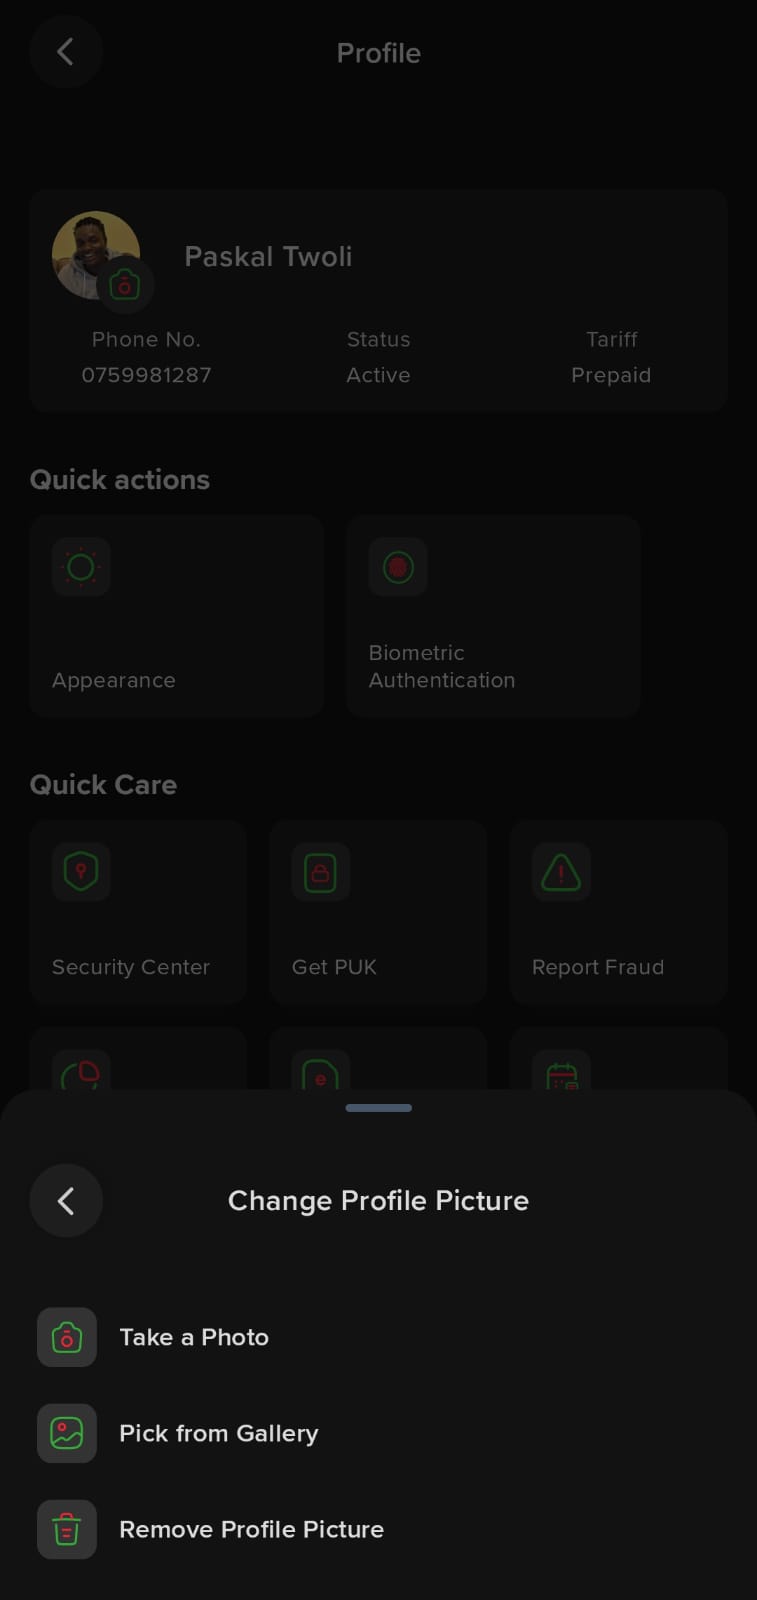 Profile
Paskal Twoli
Phone No.
Status
Tariff
0759981287
Active
Prepaid
Quick actions
Appearance
Biometric
Authentication
Quick Care
Security Center
Get PUK
Report Fraud
e
Change Profile Picture
Take a Photo
Pick from Gallery
Remove Profile Picture